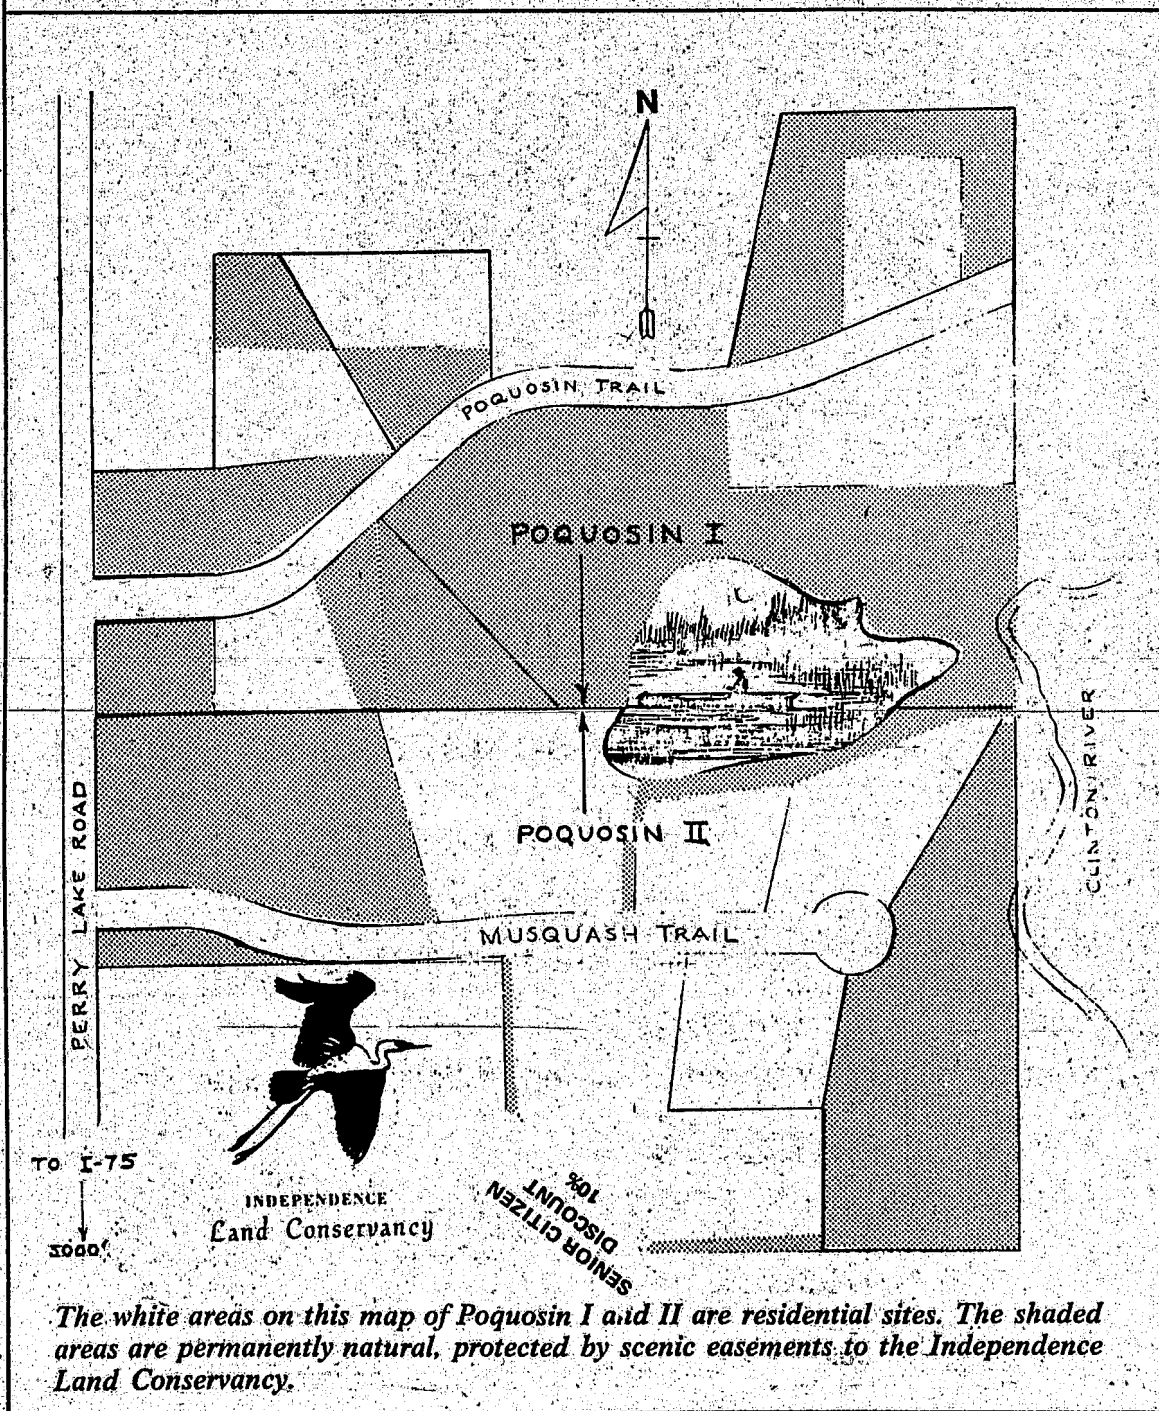 N
POQUOSIN TRAIL
POQUOSIN I
POQUOSIN II
MUSQUASH TRAIL
PERRY LAKE ROAD
CLINTON RIVER
TO I-75
3000'
INDEPENDENCE
Land Conservancy
SENIOR CITIZEN
DISCOUNT
10%
The white areas on this map of Poquosin I and II are residential sites. The shaded
areas are permanently natural, protected by scenic easements to the Independence
Land Conservancy.